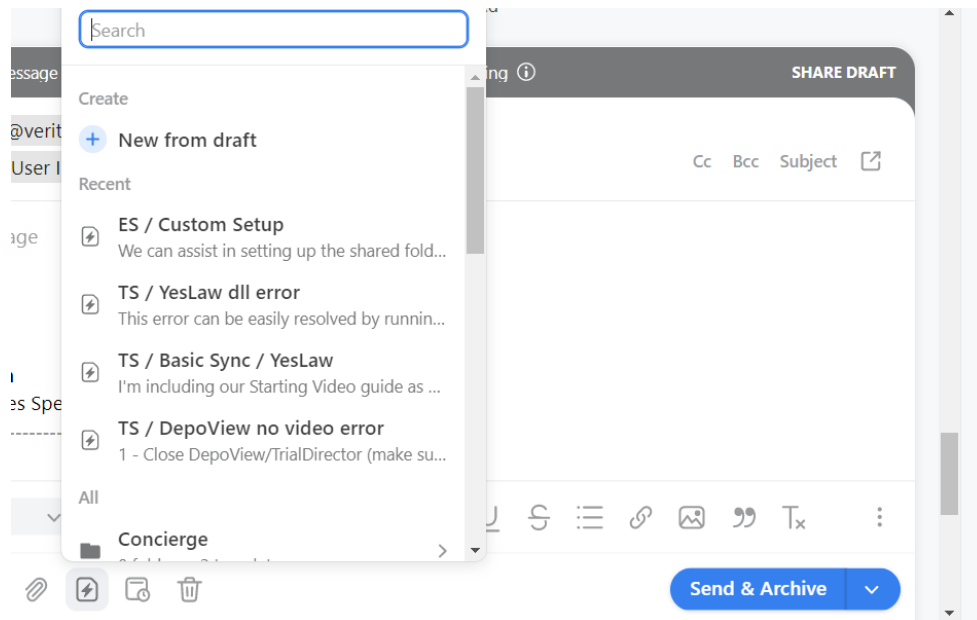 Search
essage
ing
SHARE DRAFT
Create
@verit
New from draft
User I
Cc Bcc Subject
Recent
age
ES / Custom Setup
We can assist in setting up the shared fold...
TS / YesLaw dll error
This error can be easily resolved by runnin...
TS / Basic Sync / YesLaw
I'm including our Starting Video guide as ...
es Spe
TS / DepoView no video error
1 - Close DepoView/TrialDirector (make su...
All
Concierge
Send & Archive